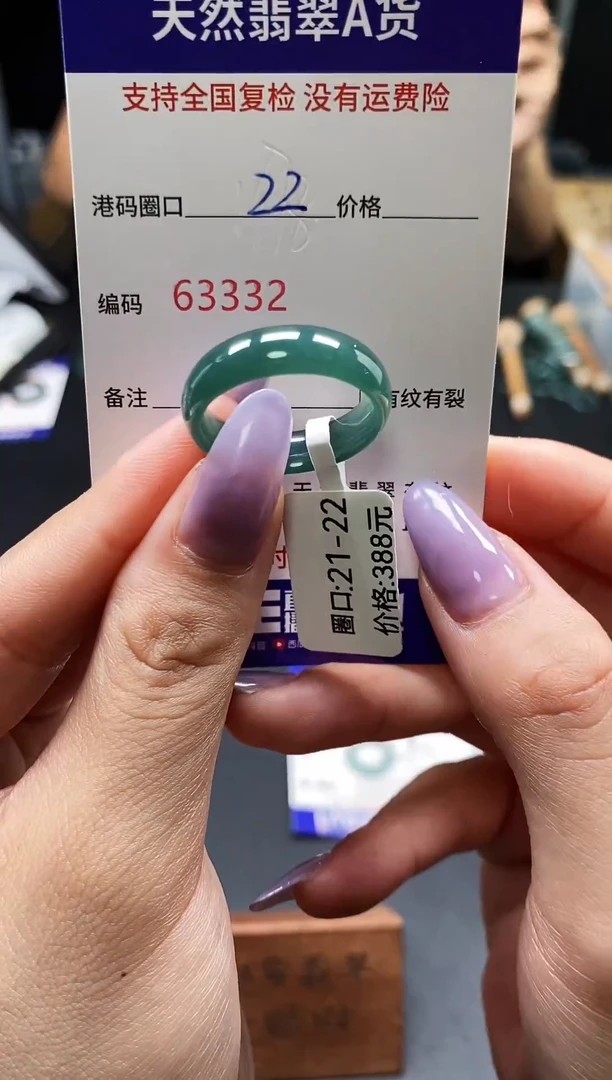 天然翡翠A货
支持全国复检 没有运费险
港码圈口 22 价格
编码 63332
备注 有纹有裂
圈口:21-22
价格:388元